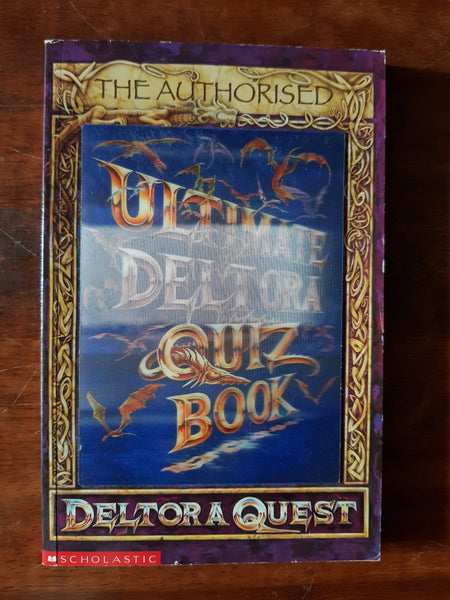 THE AUTHORISED
ULTIMATE
DELTORA
QUIZ
BOOK
DELTORA QUEST
SCHOLASTIC